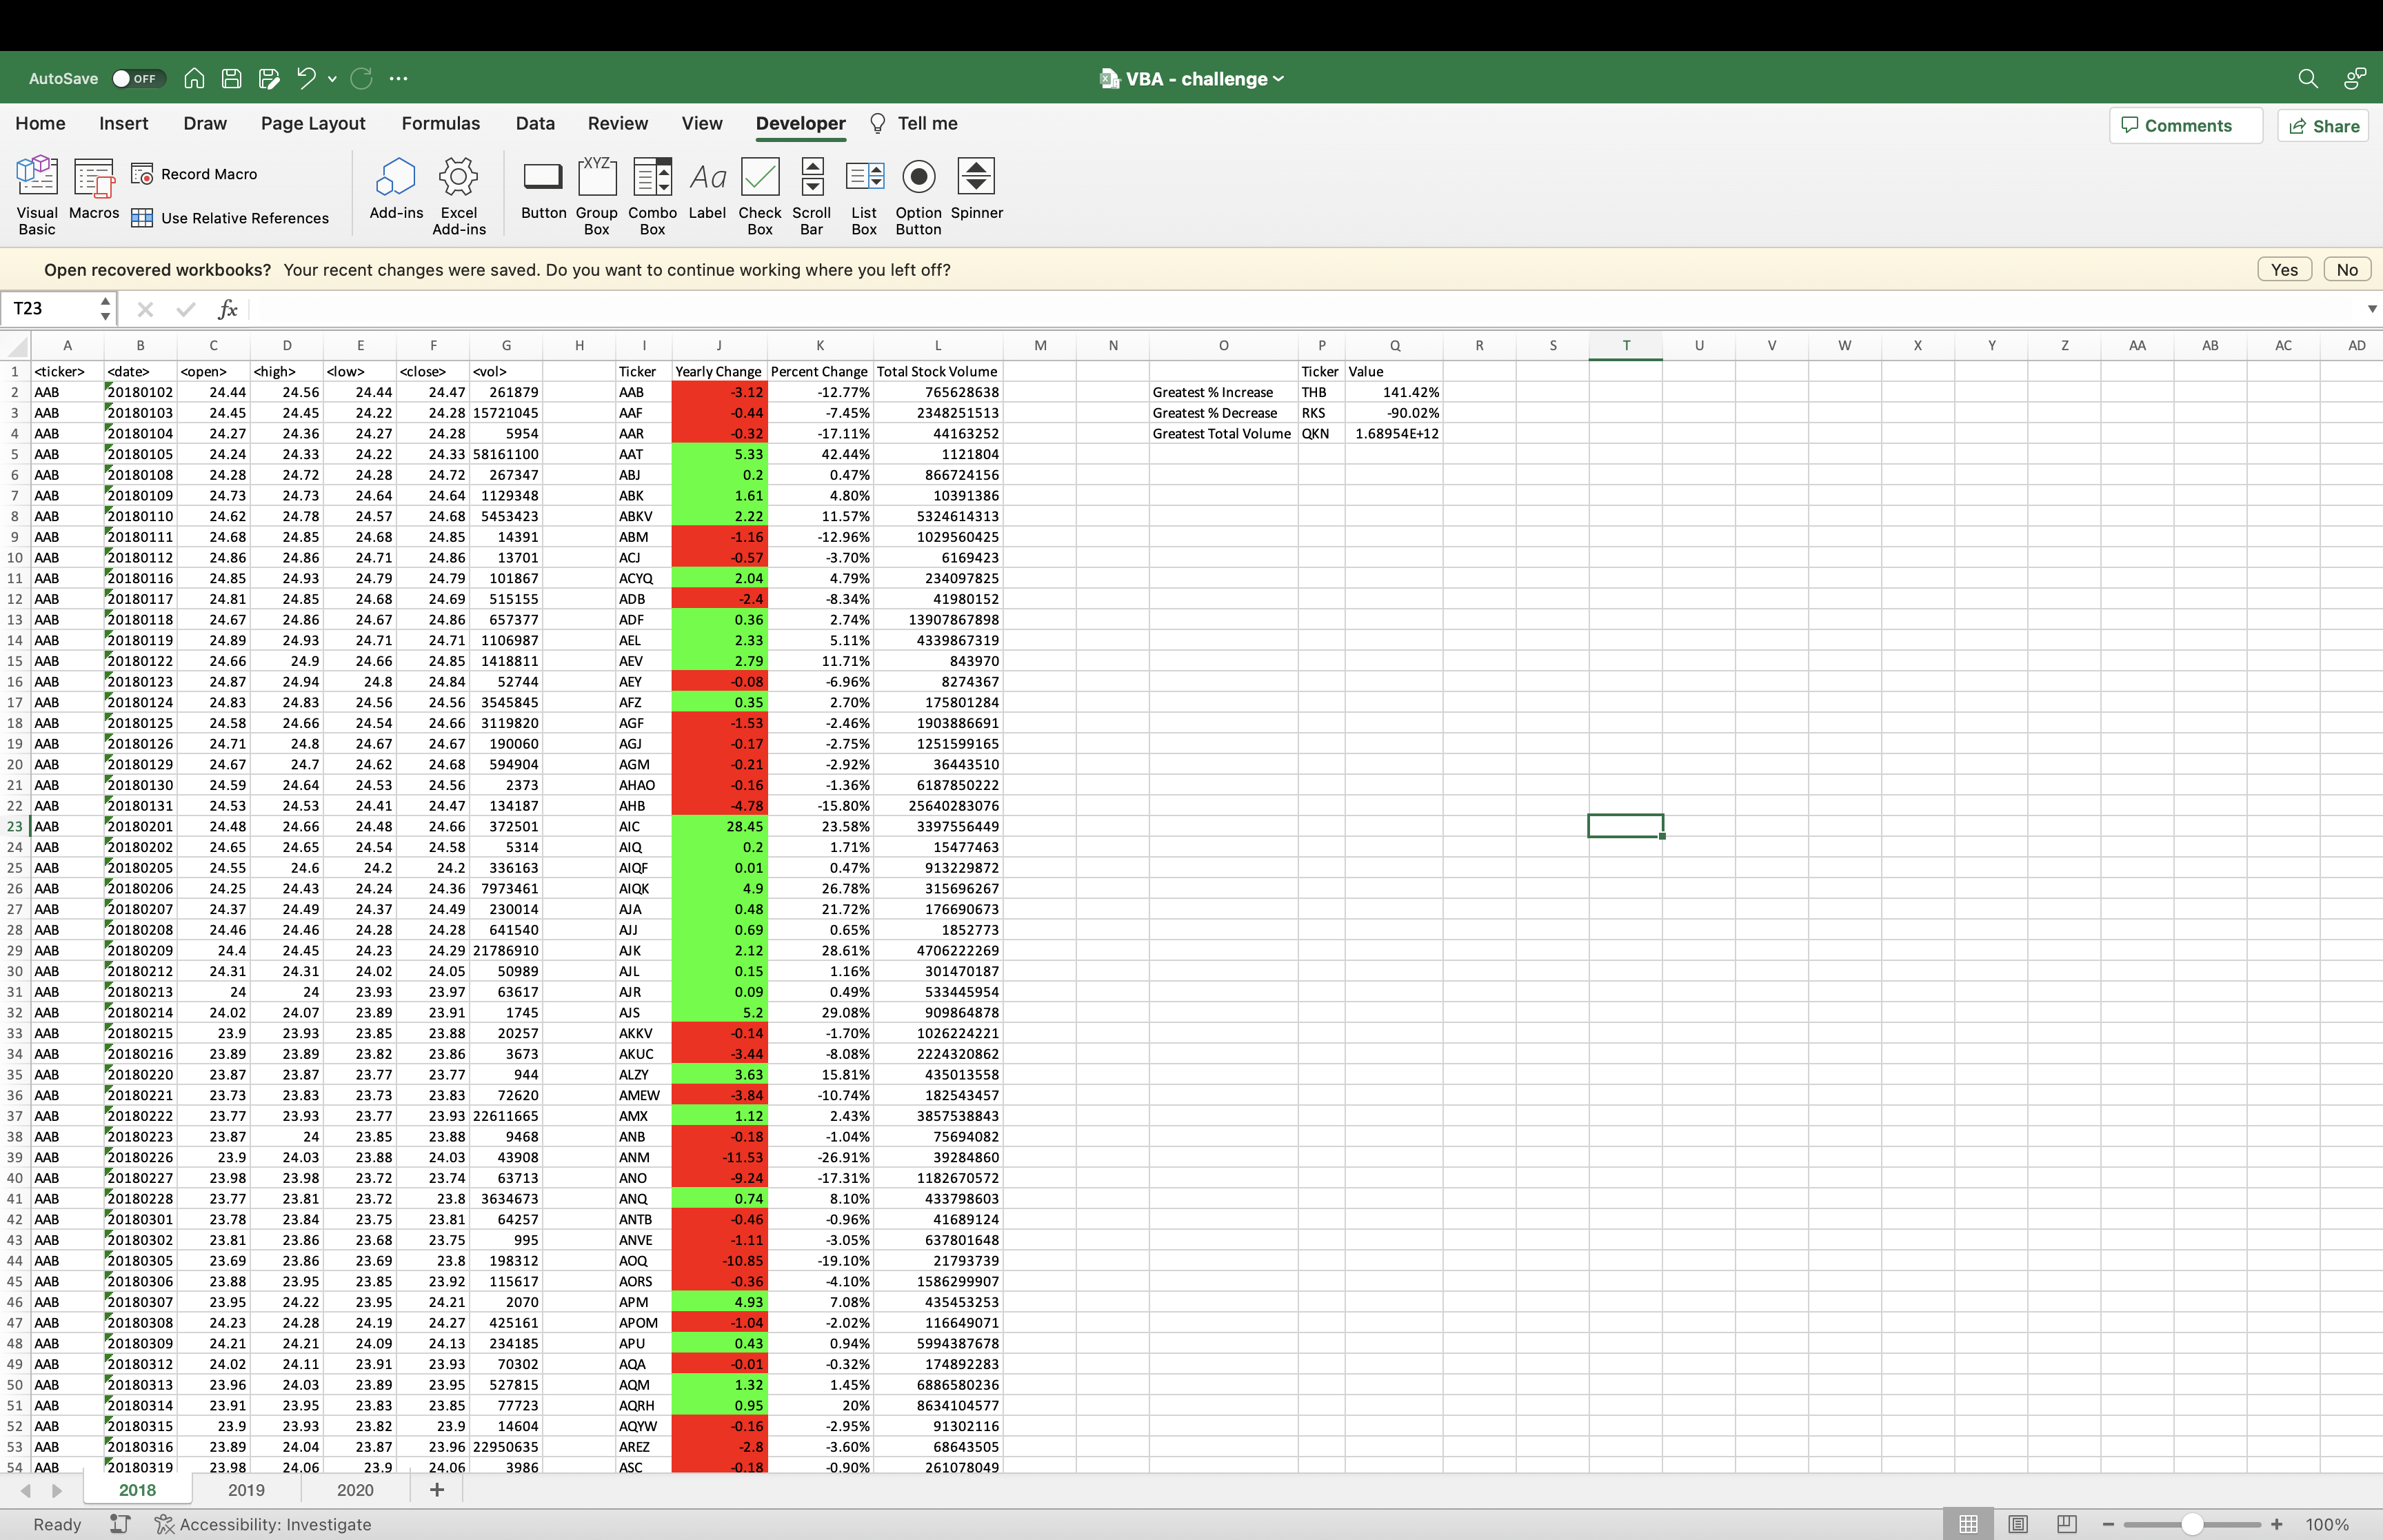 AutoSave OFF VBA - challenge
Home Insert Draw Page Layout Formulas Data Review View Developer Tell me Comments Share
Visual Basic Macros Record Macro Use Relative References Add-ins Excel Add-ins Button Group Box XYZ Combo Box Aa Label Check Box Scroll Bar List Box Option Button Spinner
Open recovered workbooks? Your recent changes were saved. Do you want to continue working where you left off? Yes No
T23 fx
A B C D E F G H I J K L M N O P Q R S T U V W X Y Z AA AB AC AD
1 <ticker> <date> <open> <high> <low> <close> <vol> Ticker Yearly Change Percent Change Total Stock Volume Ticker Value
2 AAB 20180102 24.44 24.56 24.44 24.47 261879 AAB -3.12 -12.77% 765628638 Greatest % Increase THB 141.42%
3 AAB 20180103 24.45 24.45 24.22 24.28 15721045 AAF -0.44 -7.45% 2348251513 Greatest % Decrease RKS -90.02%
4 AAB 20180104 24.27 24.36 24.27 24.28 5954 AAR -0.32 -17.11% 44163252 Greatest Total Volume QKN 1.68954E+12
5 AAB 20180105 24.24 24.33 24.22 24.33 58161100 AAT 5.33 42.44% 1121804
6 AAB 20180108 24.28 24.72 24.28 24.72 267347 ABJ 0.2 0.47% 866724156
7 AAB 20180109 24.73 24.73 24.64 24.64 1129348 ABK 1.61 4.80% 10391386
8 AAB 20180110 24.62 24.78 24.57 24.68 5453423 ABKV 2.22 11.57% 5324614313
9 AAB 20180111 24.68 24.85 24.68 24.85 14391 ABM -1.16 -12.96% 1029560425
10 AAB 20180112 24.86 24.86 24.71 24.86 13701 ACJ -0.57 -3.70% 6169423
11 AAB 20180116 24.85 24.93 24.79 24.79 101867 ACYQ 2.04 4.79% 234097825
12 AAB 20180117 24.81 24.85 24.68 24.69 515155 ADB -2.4 -8.34% 41980152
13 AAB 20180118 24.67 24.86 24.67 24.86 657377 ADF 0.36 2.74% 13907867898
14 AAB 20180119 24.89 24.93 24.71 24.71 1106987 AEL 2.33 5.11% 4339867319
15 AAB 20180122 24.66 24.9 24.66 24.85 1418811 AEV 2.79 11.71% 843970
16 AAB 20180123 24.87 24.94 24.8 24.84 52744 AEY -0.08 -6.96% 8274367
17 AAB 20180124 24.83 24.83 24.56 24.56 3545845 AFZ 0.35 2.70% 175801284
18 AAB 20180125 24.58 24.66 24.54 24.66 3119820 AGF -1.53 -2.46% 1903886691
19 AAB 20180126 24.71 24.8 24.67 24.67 190060 AGJ -0.17 -2.75% 1251599165
20 AAB 20180129 24.67 24.7 24.62 24.68 594904 AGM -0.21 -2.92% 36443510
21 AAB 20180130 24.59 24.64 24.53 24.56 2373 AHAO -0.16 -1.36% 6187850222
22 AAB 20180131 24.53 24.53 24.41 24.47 134187 AHB -4.78 -15.80% 25640283076
23 AAB 20180201 24.48 24.66 24.48 24.66 372501 AIC 28.45 23.58% 3397556449
24 AAB 20180202 24.65 24.65 24.54 24.58 5314 AIQ 0.2 1.71% 15477463
25 AAB 20180205 24.55 24.6 24.2 24.2 336163 AIQF 0.01 0.47% 913229872
26 AAB 20180206 24.25 24.43 24.24 24.36 7973461 AIQK 4.9 26.78% 315696267
27 AAB 20180207 24.37 24.49 24.37 24.49 230014 AJA 0.48 21.72% 176690673
28 AAB 20180208 24.46 24.46 24.28 24.28 641540 AJJ 0.69 0.65% 1852773
29 AAB 20180209 24.4 24.45 24.23 24.29 21786910 AJK 2.12 28.61% 4706222269
30 AAB 20180212 24.31 24.31 24.02 24.05 50989 AJL 0.15 1.16% 301470187
31 AAB 20180213 24 24 23.93 23.97 63617 AJR 0.09 0.49% 533445954
32 AAB 20180214 24.02 24.07 23.89 23.91 1745 AJS 5.2 29.08% 909864878
33 AAB 20180215 23.9 23.93 23.85 23.88 20257 AKKV -0.14 -1.70% 1026224221
34 AAB 20180216 23.89 23.89 23.82 23.86 3673 AKUC -3.44 -8.08% 2224320862
35 AAB 20180220 23.87 23.87 23.77 23.77 944 ALZY 3.63 15.81% 435013558
36 AAB 20180221 23.73 23.83 23.73 23.83 72620 AMEW -3.84 -10.74% 182543457
37 AAB 20180222 23.77 23.93 23.77 23.93 22611665 AMX 1.12 2.43% 3857538843
38 AAB 20180223 23.87 24 23.85 23.88 9468 ANB -0.18 -1.04% 75694082
39 AAB 20180226 23.9 24.03 23.88 24.03 43908 ANM -11.53 -26.91% 39284860
40 AAB 20180227 23.98 23.98 23.72 23.74 63713 ANO -9.24 -17.31% 1182670572
41 AAB 20180228 23.77 23.81 23.72 23.8 3634673 ANQ 0.74 8.10% 433798603
42 AAB 20180301 23.78 23.84 23.75 23.81 64257 ANTB -0.46 -0.96% 41689124
43 AAB 20180302 23.81 23.86 23.68 23.75 995 ANVE -1.11 -3.05% 637801648
44 AAB 20180305 23.69 23.86 23.69 23.8 198312 AOQ -10.85 -19.10% 21793739
45 AAB 20180306 23.88 23.95 23.85 23.92 115617 AORS -0.36 -4.10% 1586299907
46 AAB 20180307 23.95 24.22 23.95 24.21 2070 APM 4.93 7.08% 435453253
47 AAB 20180308 24.23 24.28 24.19 24.27 425161 APOM -1.04 -2.02% 116649071
48 AAB 20180309 24.21 24.21 24.09 24.13 234185 APU 0.43 0.94% 5994387678
49 AAB 20180312 24.02 24.11 23.91 23.93 70302 AQA -0.01 -0.32% 174892283
50 AAB 20180313 23.96 24.03 23.89 23.95 527815 AQM 1.32 1.45% 6886580236
51 AAB 20180314 23.91 23.95 23.83 23.85 77723 AQRH 0.95 20% 8634104577
52 AAB 20180315 23.9 23.93 23.82 23.9 14604 AQYW -0.16 -2.95% 91302116
53 AAB 20180316 23.89 24.04 23.87 23.96 22950635 AREZ -2.8 -3.60% 68643505
54 AAB 20180319 23.98 24.06 23.9 24.06 3986 ASC -0.18 -0.90% 261078049
2018 2019 2020 +
Ready Accessibility: Investigate 100%